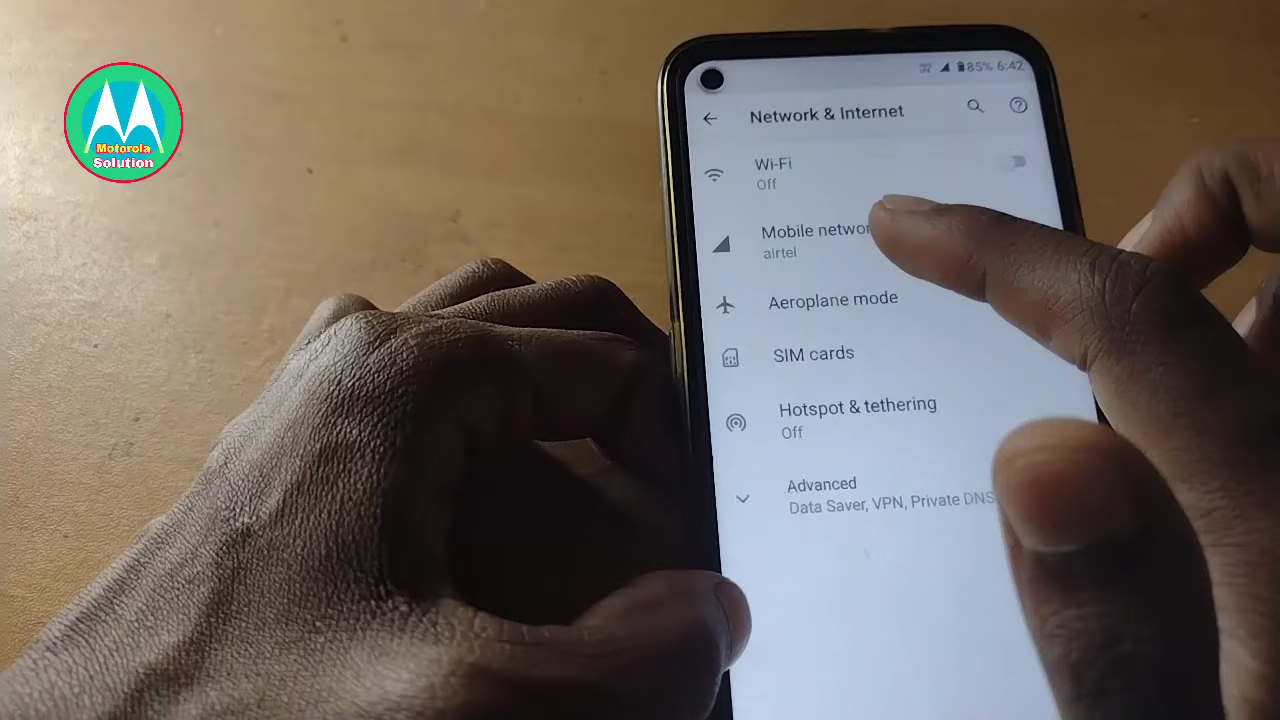 Motorola
Solution
85% 6:42
Network & Internet
Wi-Fi
Off
Mobile
airtel
Aeroplane mode
SIM cards
Hotspot & tethering
Off
Advanced
Data Saver, VPN, Private DNS